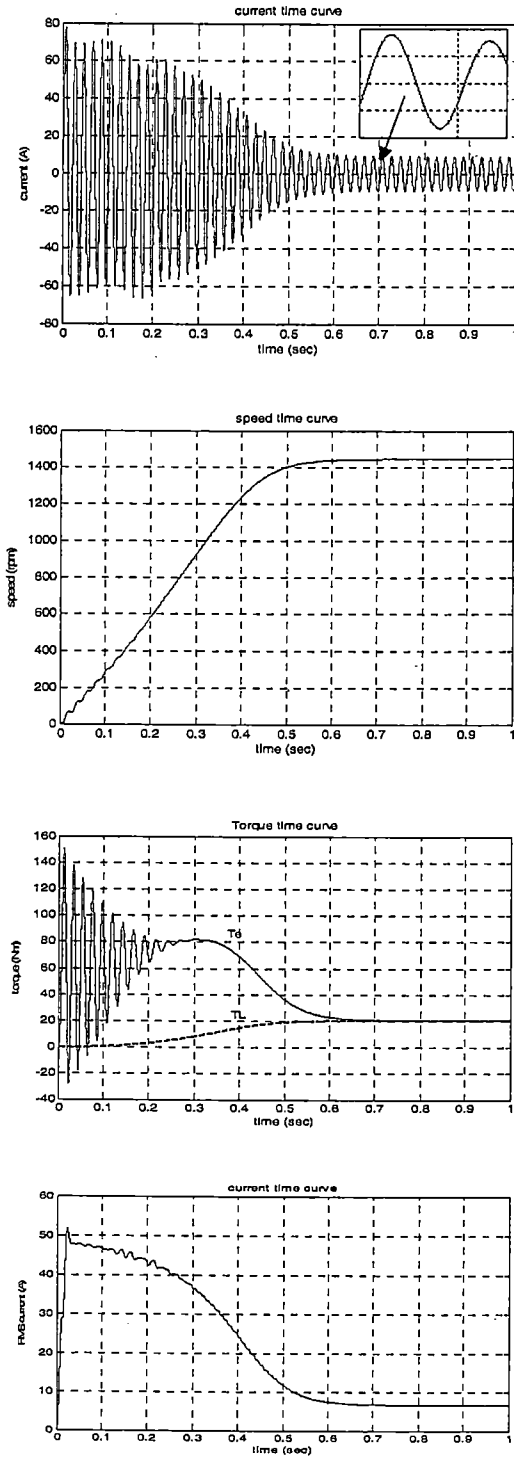 current time curve
80
60
40
20
0
-20
-40
-60
-80
current (A)
0 0.1 0.2 0.3 0.4 0.5 0.6 0.7 0.8 0.9 1
time (sec)
speed time curve
1600
1400
1200
1000
800
600
400
200
0
speed (rpm)
0 0.1 0.2 0.3 0.4 0.5 0.6 0.7 0.8 0.9 1
time (sec)
Torque time curve
160
140
120
100
80
60
40
20
0
-20
-40
torque (Nm)
Te
TL
0 0.1 0.2 0.3 0.4 0.5 0.6 0.7 0.8 0.9 1
time (sec)
current time curve
60
50
40
30
20
10
0
RMS current (A)
0 0.1 0.2 0.3 0.4 0.5 0.6 0.7 0.8 0.9 1
time (sec)